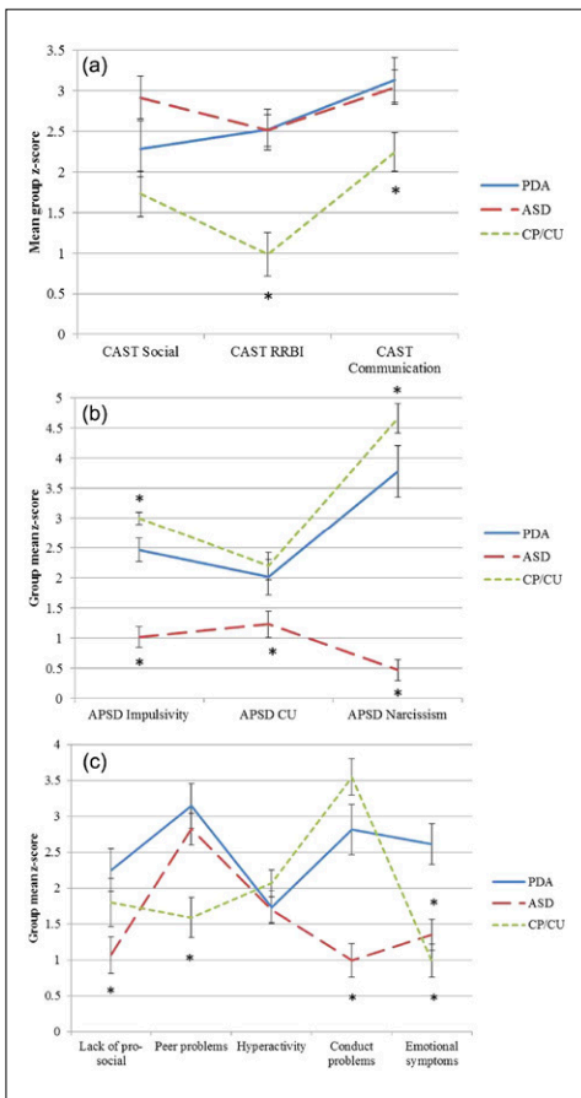 (a)
3.5
3
2.5
2
1.5
1
0.5
0
Mean group z-score
*
*
CAST Social CAST RRBI CAST
Communication
PDA
ASD
CP/CU
(b)
5
4.5
4
3.5
3
2.5
2
1.5
1
0.5
0
Group mean z-score
*
*
*
*
*
APSD Impulsivity APSD CU APSD Narcissism
PDA
ASD
CP/CU
(c)
4
3.5
3
2.5
2
1.5
1
0.5
0
Group mean z-score
*
*
*
*
*
Lack of pro-
social
Peer problems
Hyperactivity
Conduct
problems
Emotional
symptoms
PDA
ASD
CP/CU